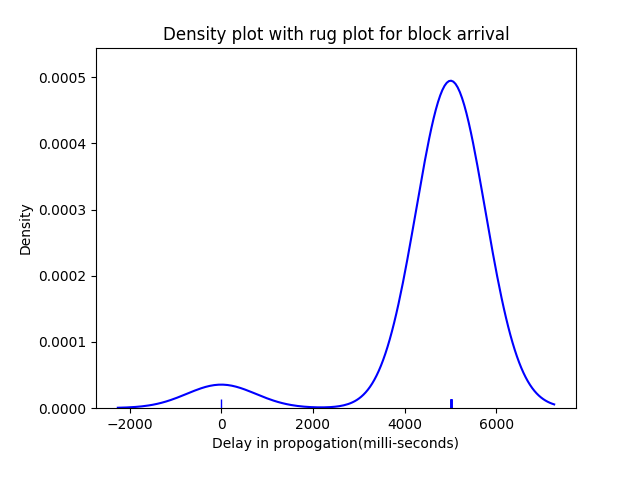 Density plot with rug plot for block arrival
0.0005
0.0004
0.0003
0.0002
0.0001
0.0000
Density
−2000 0 2000 4000 6000
Delay in propogation(milli-seconds)